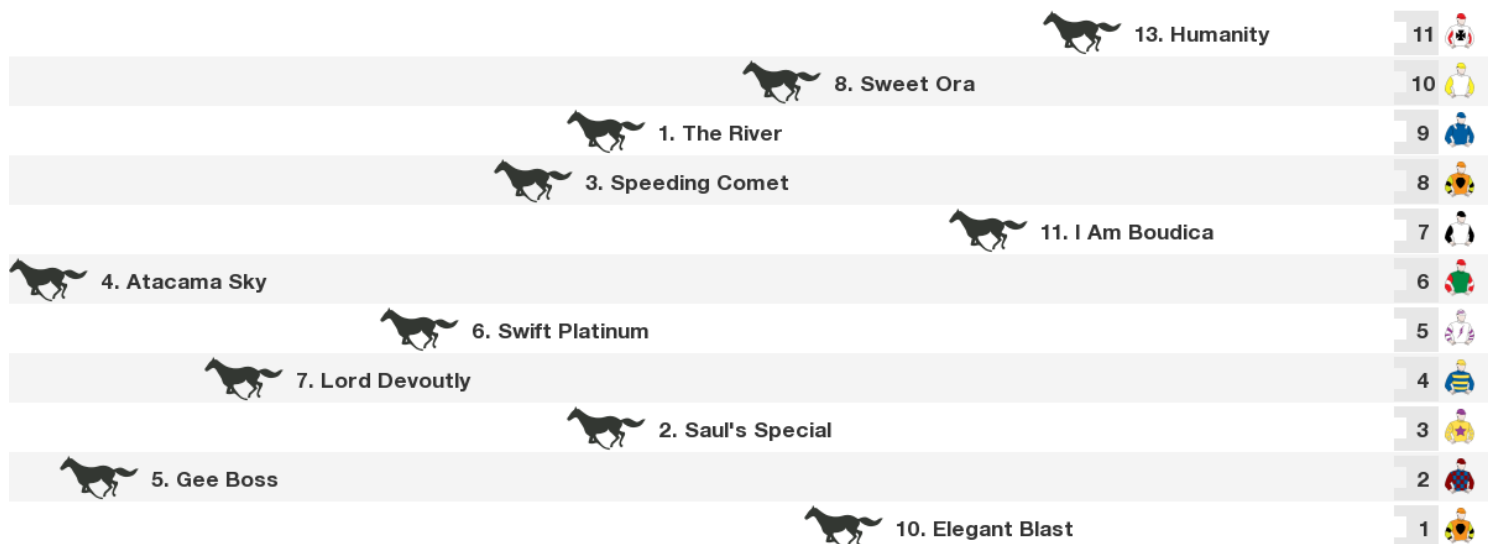 13. Humanity 11
8. Sweet Ora 10
1. The River 9
3. Speeding Comet 8
11. I Am Boudica 7
4. Atacama Sky 6
6. Swift Platinum 5
7. Lord Devoutly 4
2. Saul's Special 3
5. Gee Boss 2
10. Elegant Blast 1